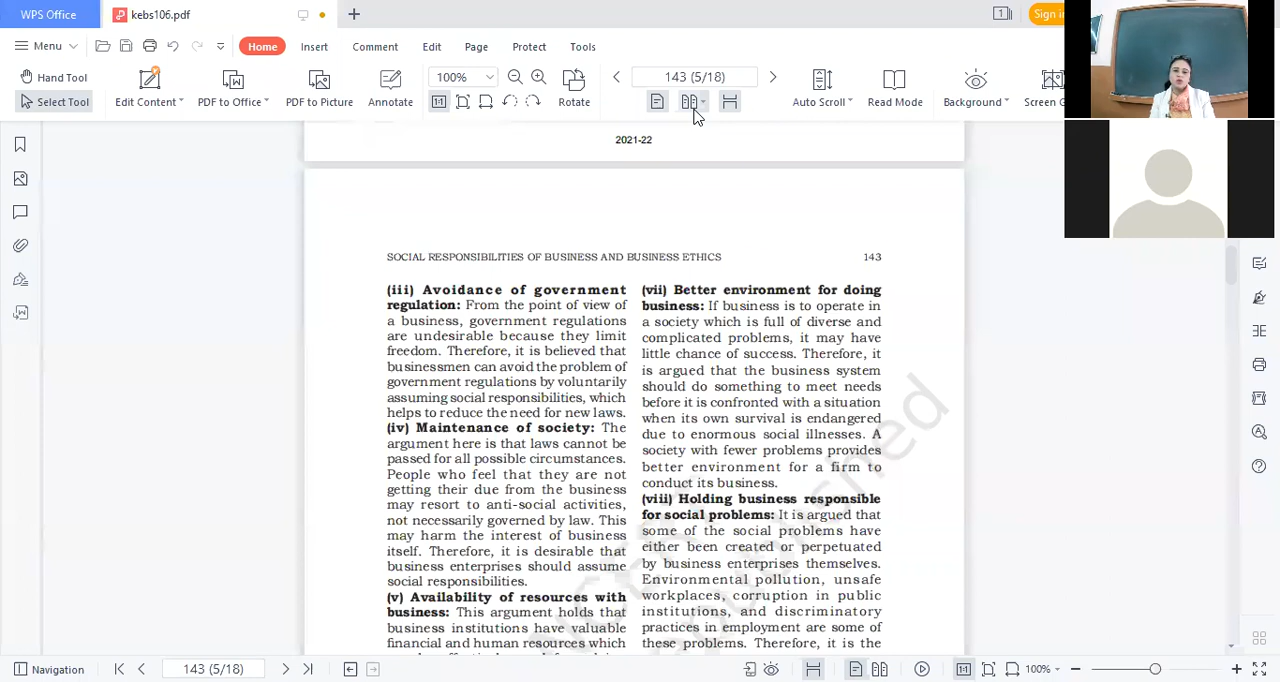 WPS Office
kebs106.pdf
1
Sign in
Menu
Home
Insert
Comment
Edit
Page
Protect
Tools
Hand Tool
Select Tool
Edit Content
PDF to Office
PDF to Picture
Annotate
100%
Rotate
143 (5/18)
Auto Scroll
Read Mode
Background
Screen
2021-22
SOCIAL RESPONSIBILITIES OF BUSINESS AND BUSINESS ETHICS 143
(iii) Avoidance of government
regulation: From the point of view of
a business, government regulations
are undesirable because they limit
freedom. Therefore, it is believed that
businessmen can avoid the problem of
government regulations by voluntarily
assuming social responsibilities, which
helps to reduce the need for new laws.
(iv) Maintenance of society: The
argument here is that laws cannot be
passed for all possible circumstances.
People who feel that they are not
getting their due from the business
may resort to anti-social activities,
not necessarily governed by law. This
may harm the interest of business
itself. Therefore, it is desirable that
business enterprises should assume
social responsibilities.
(v) Availability of resources with
business: This argument holds that
business institutions have valuable
financial and human resources which
(vii) Better environment for doing
business: If business is to operate in
a society which is full of diverse and
complicated problems, it may have
little chance of success. Therefore, it
is argued that the business system
should do something to meet needs
before it is confronted with a situation
when its own survival is endangered
due to enormous social illnesses. A
society with fewer problems provides
better environment for a firm to
conduct its business.
(viii) Holding business responsible
for social problems: It is argued that
some of the social problems have
either been created or perpetuated
by business enterprises themselves.
Environmental pollution, unsafe
workplaces, corruption in public
institutions, and discriminatory
practices in employment are some of
these problems. Therefore, it is the
Navigation
143 (5/18)
100%